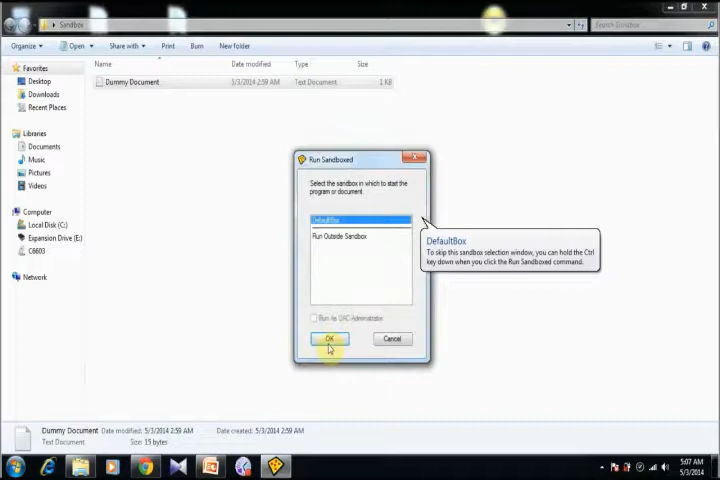 Sandbox
Search Sandbox
Organize
Open
Share with
Print
Burn
New folder
Name
Date modified
Type
Size
Dummy Document
5/3/2014 2:59 AM
Text Document
1 KB
Favorites
Desktop
Downloads
Recent Places
Libraries
Documents
Music
Pictures
Videos
Computer
Local Disk (C:)
Expansion Drive (E:)
C6603
Network
Run Sandboxed
Select the sandbox in which to start the
program or document.
DefaultBox
Run Outside Sandbox
Run As UAC Administrator
OK
Cancel
DefaultBox
To skip this sandbox selection window, you can hold the Ctrl
key down when you click the Run Sandboxed command.
Dummy Document Date modified: 5/3/2014 2:59 AM Date created: 5/3/2014 2:59 AM
Text Document Size: 15 bytes
5:07 AM
5/3/2014